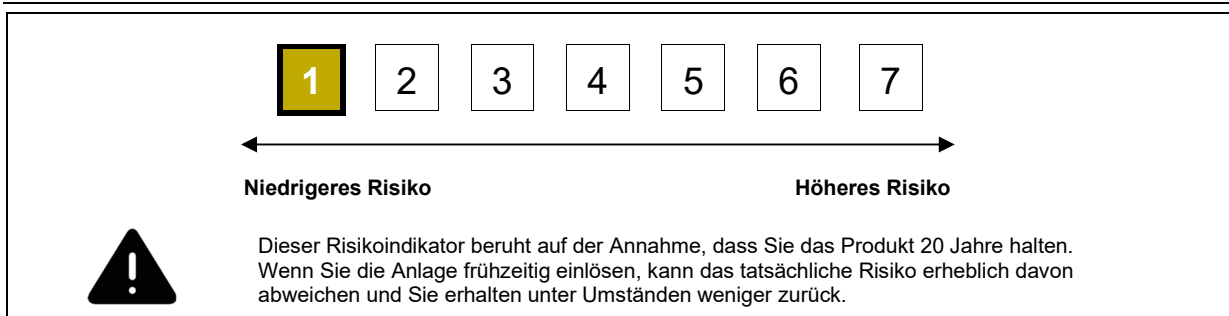 1 2 3 4 5 6 7
Niedrigeres Risiko Höheres Risiko
Dieser Risikoindikator beruht auf der Annahme, dass Sie das Produkt 20 Jahre halten.
Wenn Sie die Anlage frühzeitig einlösen, kann das tatsächliche Risiko erheblich davon
abweichen und Sie erhalten unter Umständen weniger zurück.